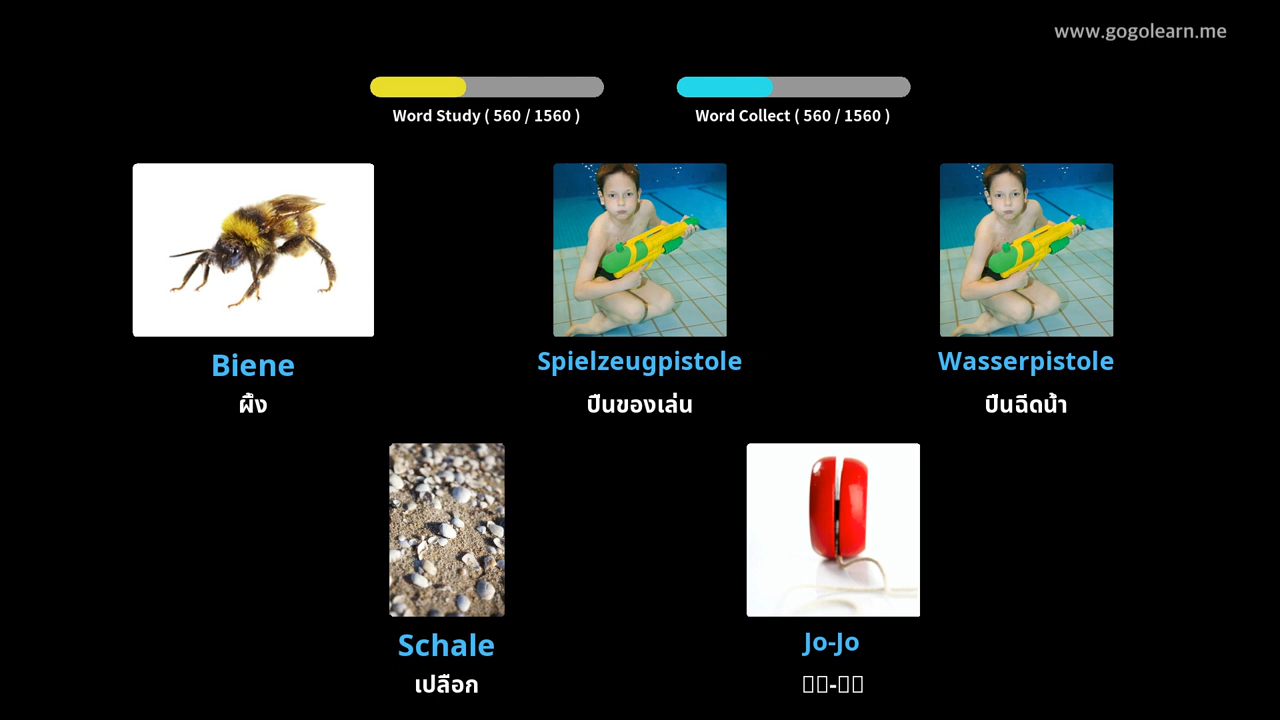 www.gogolearn.me
Word Study ( 560 / 1560 )
Word Collect ( 560 / 1560 )
Biene
Spielzeugpistole
Wasserpistole
ผึ้ง
ปืนของเล่น
ปืนฉีดน้ำ
Schale
Jo-Jo
เปลือก